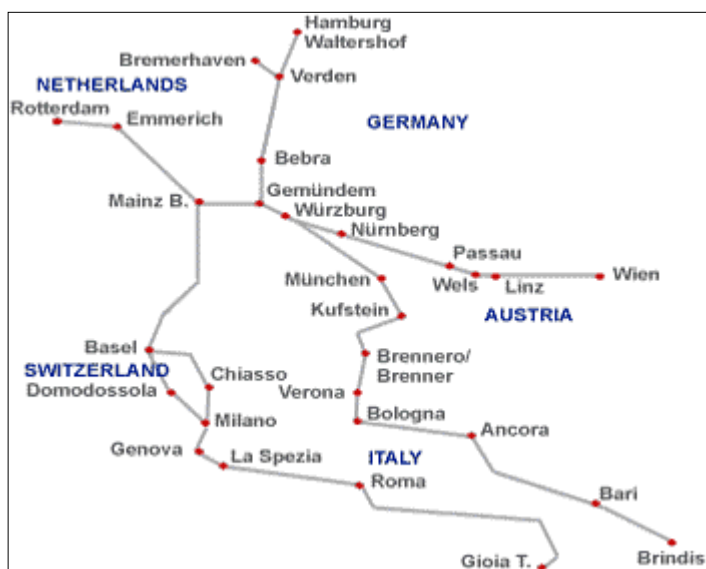 Hamburg
Waltershof
Bremerhaven
Verden
NETHERLANDS
Rotterdam
Emmerich
GERMANY
Bebra
Mainz B.
Gemündem
Würzburg
Nürnberg
Passau
München
Wels
Linz
Wien
Kufstein
AUSTRIA
Basel
Brennero/
Brenner
SWITZERLAND
Chiasso
Domodossola
Verona
Milano
Bologna
Ancora
Genova
La Spezia
ITALY
Roma
Bari
Gioia T.
Brindis